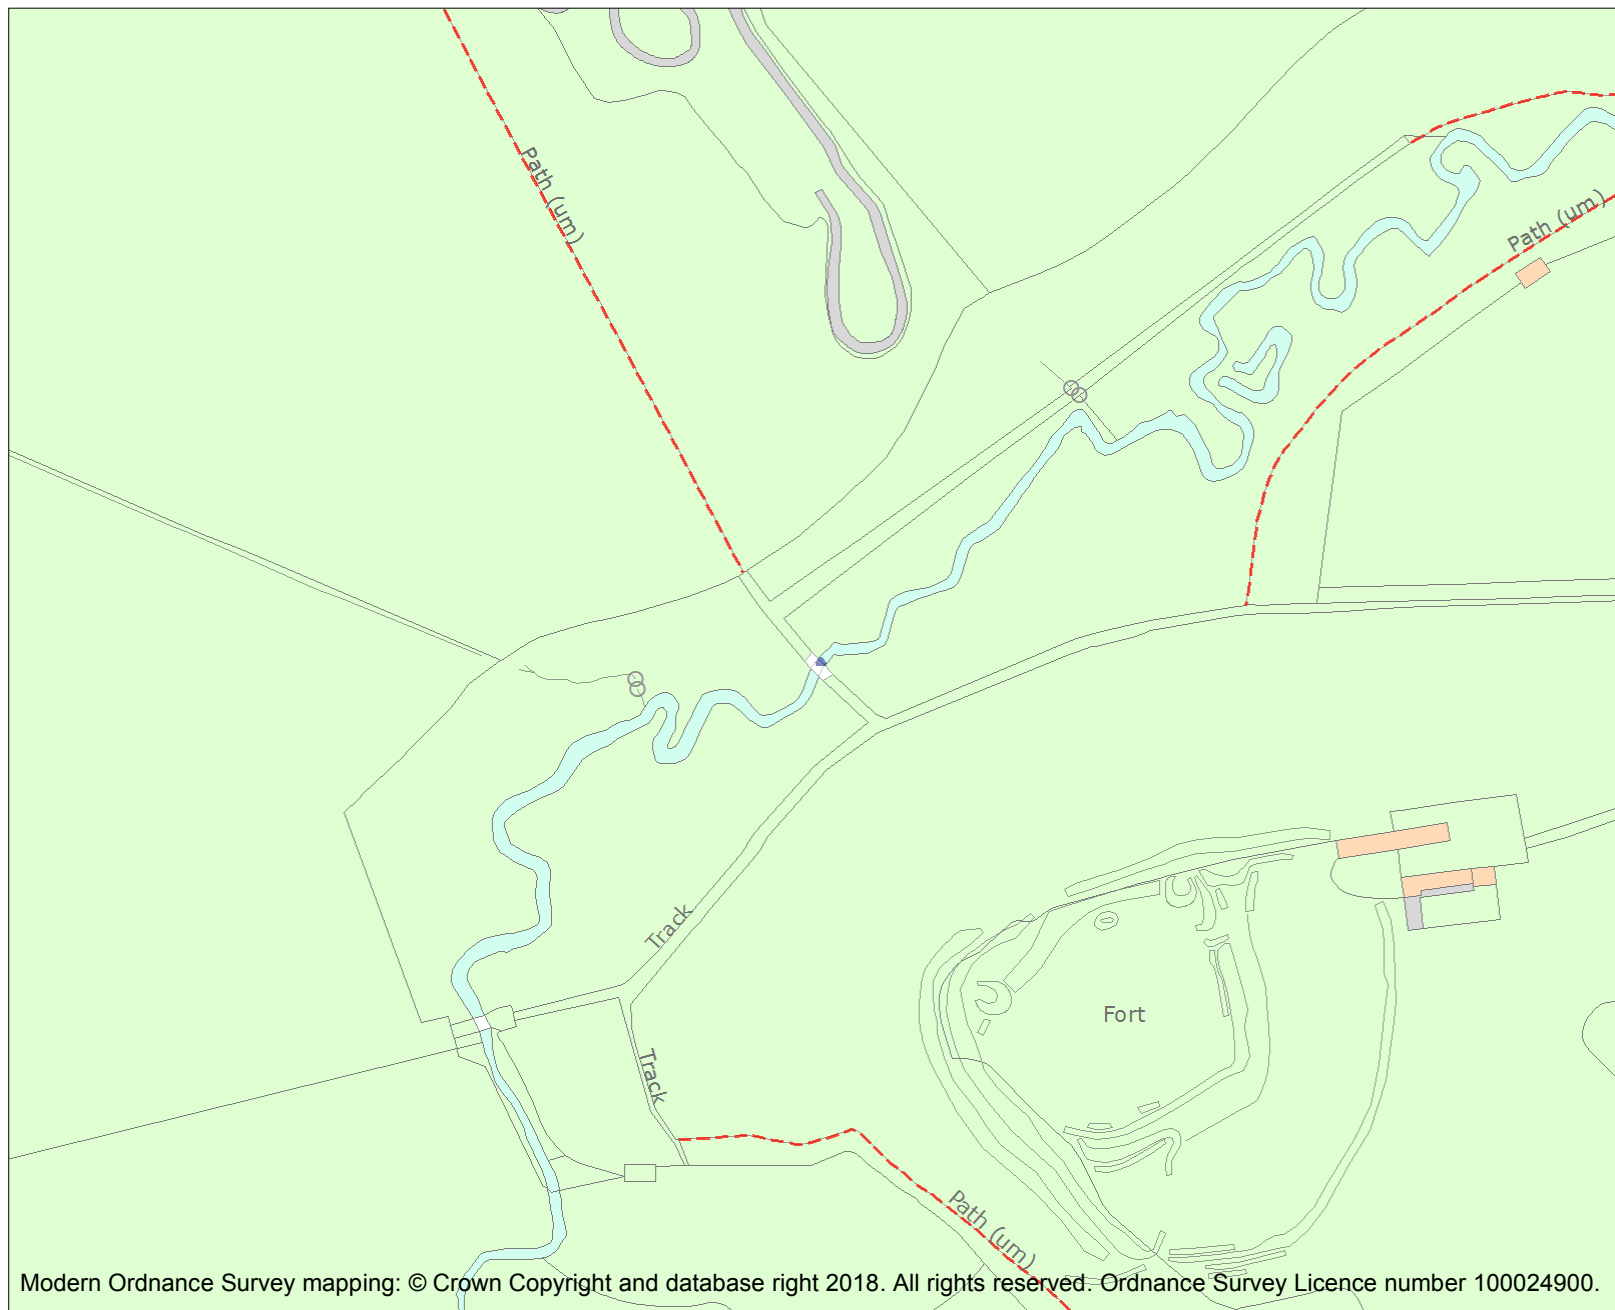 Path (um)
Path (um)
Track
Fort
Track
Path (um)
Modern Ordnance Survey mapping: © Crown Copyright and database right 2018. All rights reserved. Ordnance Survey Licence number 100024900.